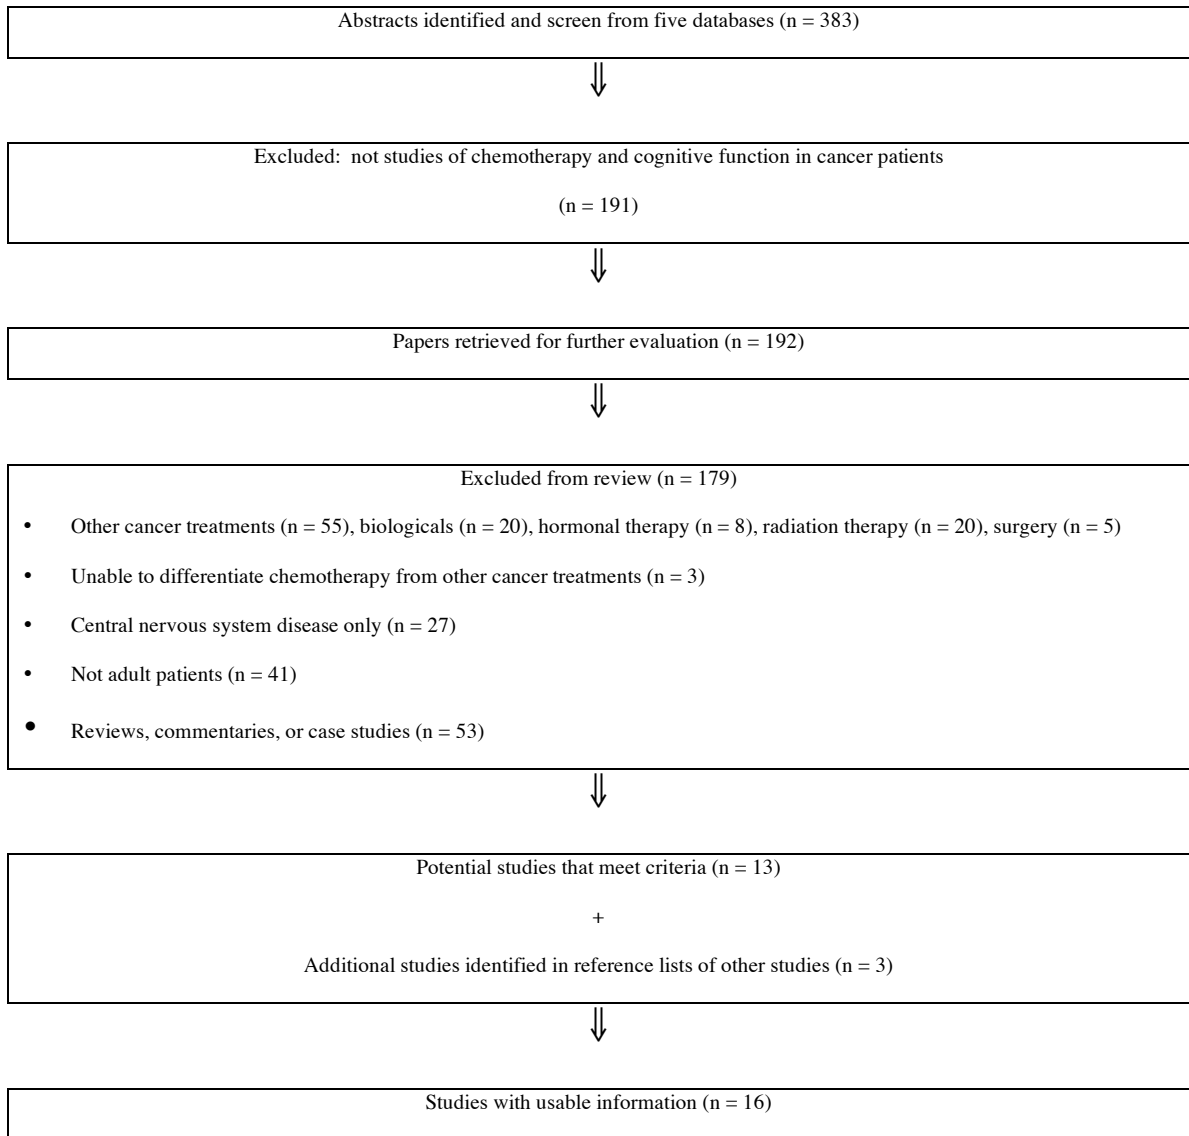 Abstracts identified and screen from five databases (n = 383)
⇓
Excluded:  not studies of chemotherapy and cognitive function in cancer patients
(n = 191)
⇓
Papers retrieved for further evaluation (n = 192)
⇓
Excluded from review (n = 179)
• Other cancer treatments (n = 55), biologicals (n = 20), hormonal therapy (n = 8), radiation therapy (n = 20), surgery (n = 5)
• Unable to differentiate chemotherapy from other cancer treatments (n = 3)
• Central nervous system disease only (n = 27)
• Not adult patients (n = 41)
• Reviews, commentaries, or case studies (n = 53)
⇓
Potential studies that meet criteria (n = 13)
+
Additional studies identified in reference lists of other studies (n = 3)
⇓
Studies with usable information (n = 16)